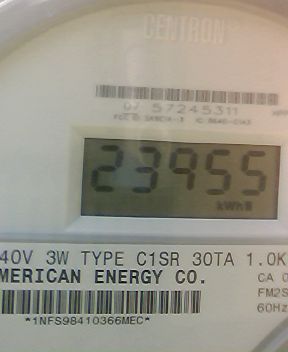 CENTRON
07 57245311
23955
kWh
40V 3W TYPE C1SR 30TA 1.0K
MERICAN ENERGY CO.
CA 0
FM2S
60Hz
*1NFS98410366MEC*